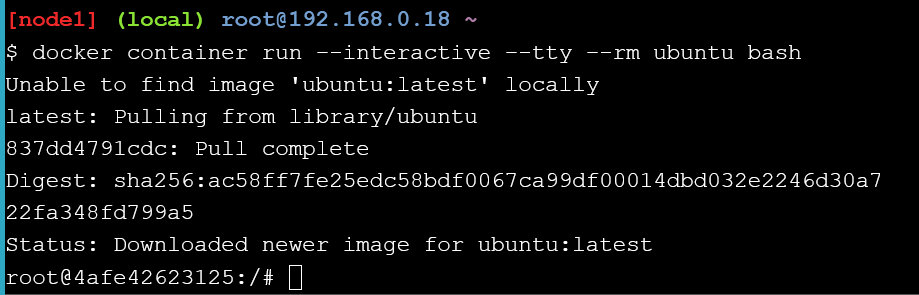 [node1] (local) root@192.168.0.18 ~
$ docker container run --interactive --tty --rm ubuntu bash
Unable to find image 'ubuntu:latest' locally
latest: Pulling from library/ubuntu
837dd4791cdc: Pull complete
Digest: sha256:ac58ff7fe25edc58bdf0067ca99df00014dbd032e2246d30a7
22fa348fd799a5
Status: Downloaded newer image for ubuntu:latest
root@4afe42623125:/#